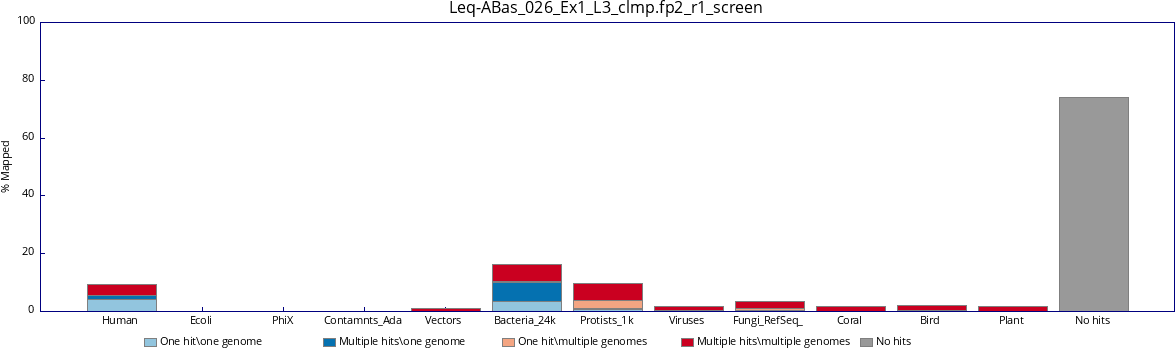 Leq-ABas_026_Ex1_L3_clmp.fp2_r1_screen
100
80
60
40
20
0
% Mapped
Human Ecoli PhiX Contamnts_Ada Vectors Bacteria_24k Protists_1k Viruses Fungi_RefSeq_ Coral Bird Plant No hits
One hit\one genome Multiple hits\one genome One hit\multiple genomes Multiple hits\multiple genomes No hits